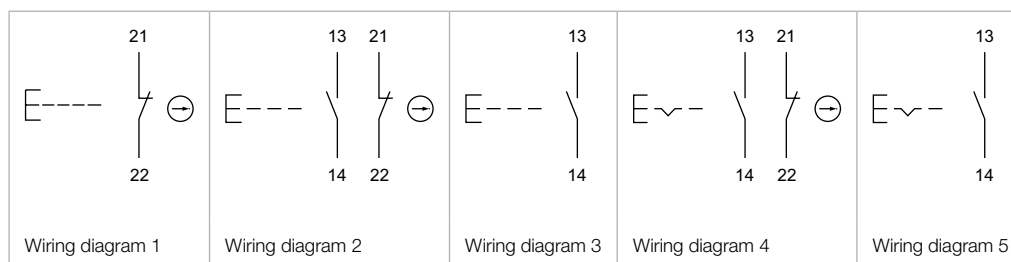 21
22
Wiring diagram 1
13 21
14 22
Wiring diagram 2
13
14
Wiring diagram 3
13 21
14 22
Wiring diagram 4
13
14
Wiring diagram 5